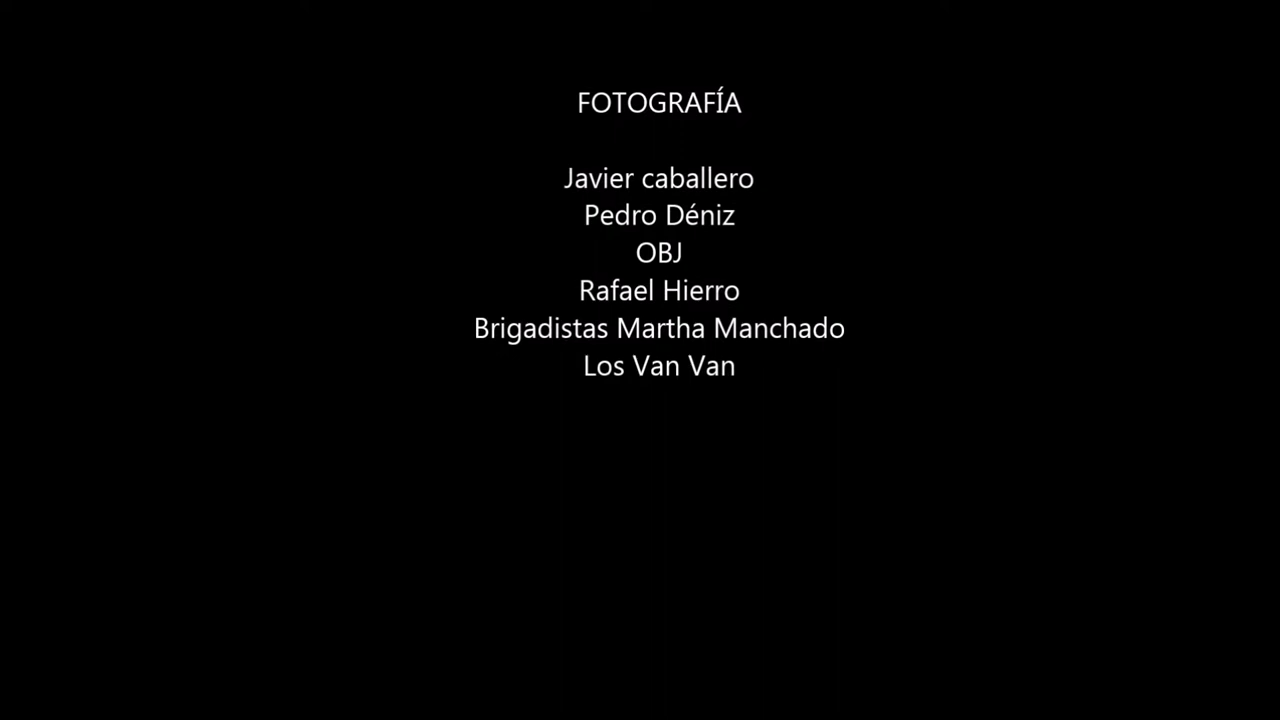 FOTOGRAFÍA
Javier caballero
Pedro Déniz
OBJ
Rafael Hierro
Brigadistas Martha Manchado
Los Van Van